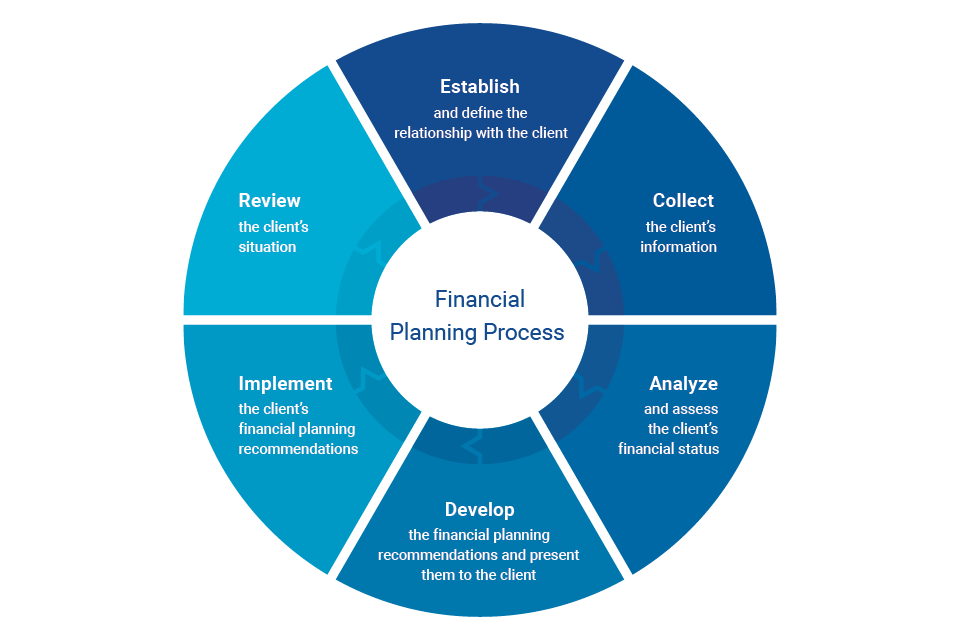 Establish
and define the
relationship with the client
Collect
the client’s
information
Analyze
and assess
the client’s
financial status
Develop
the financial planning
recommendations and present
them to the client
Implement
the client’s
financial planning
recommendations
Review
the client’s
situation
Financial
Planning Process